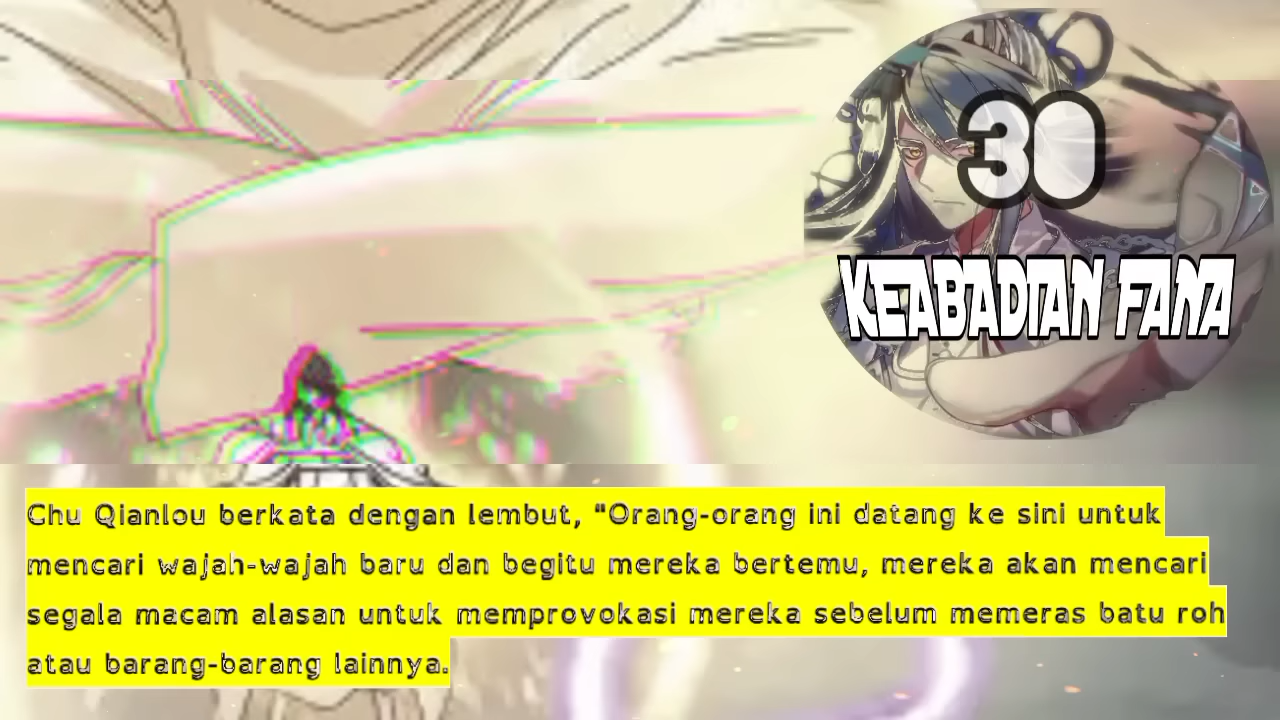 30
KEABADIAN FANA
Chu Qianlou berkata dengan lembut, "Orang-orang ini datang ke sini untuk
mencari wajah-wajah baru dan begitu mereka bertemu, mereka akan mencari
segala macam alasan untuk memprovokasi mereka sebelum memeras batu roh
atau barang-barang lainnya.